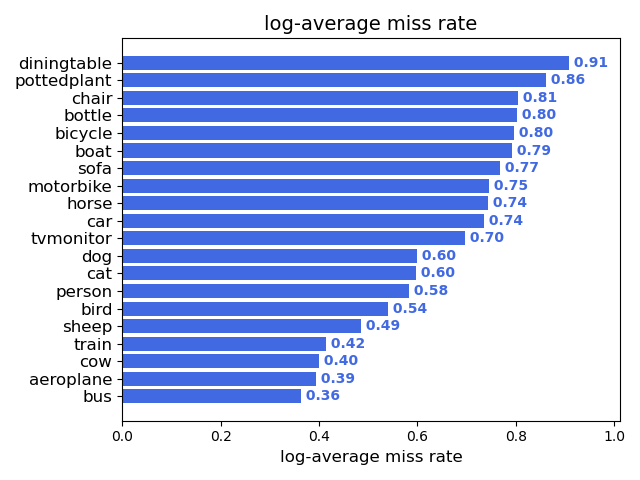 log-average miss rate
diningtable 0.91
pottedplant 0.86
chair 0.81
bottle 0.80
bicycle 0.80
boat 0.79
sofa 0.77
motorbike 0.75
horse 0.74
car 0.74
tvmonitor 0.70
dog 0.60
cat 0.60
person 0.58
bird 0.54
sheep 0.49
train 0.42
cow 0.40
aeroplane 0.39
bus 0.36
0.0 0.2 0.4 0.6 0.8 1.0
log-average miss rate